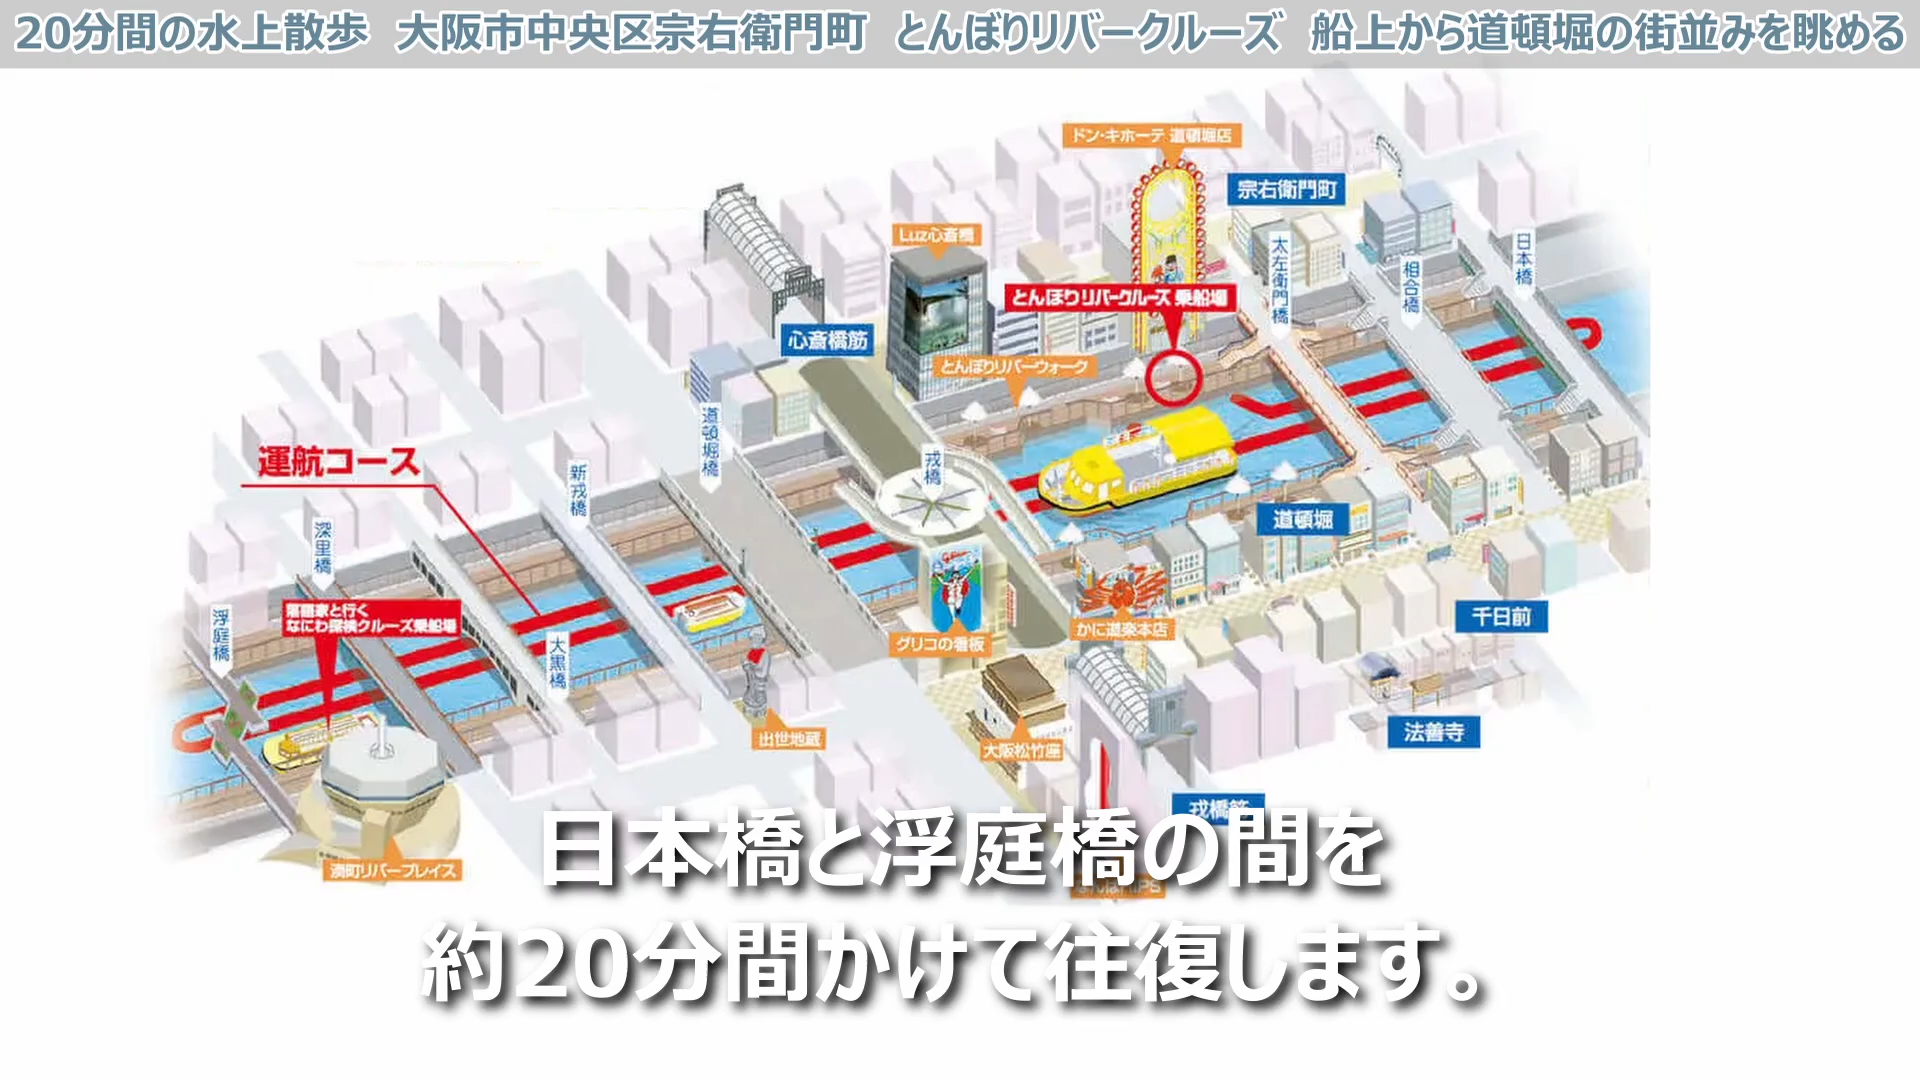 20分間の水上散歩　大阪市中央区宗右衛門町　とんぼりリバークルーズ　船上から道頓堀の街並みを眺める
ドン・キホーテ 道頓堀店
宗右衛門町
Luz心斎橋
太左衛門橋
相合橋
日本橋
とんぼりリバークルーズ 乗船場
心斎橋筋
とんぼりリバーウォーク
道頓堀橋
戎橋
運航コース
新戎橋
深里橋
道頓堀
落語家と行く
なにわ探検クルーズ乗船場
浮庭橋
大黒橋
グリコの看板
かに道楽本店
千日前
出世地蔵
大阪松竹座
法善寺
戎橋筋
湊町リバープレイス
日本橋と浮庭橋の間を
約20分間かけて往復します。